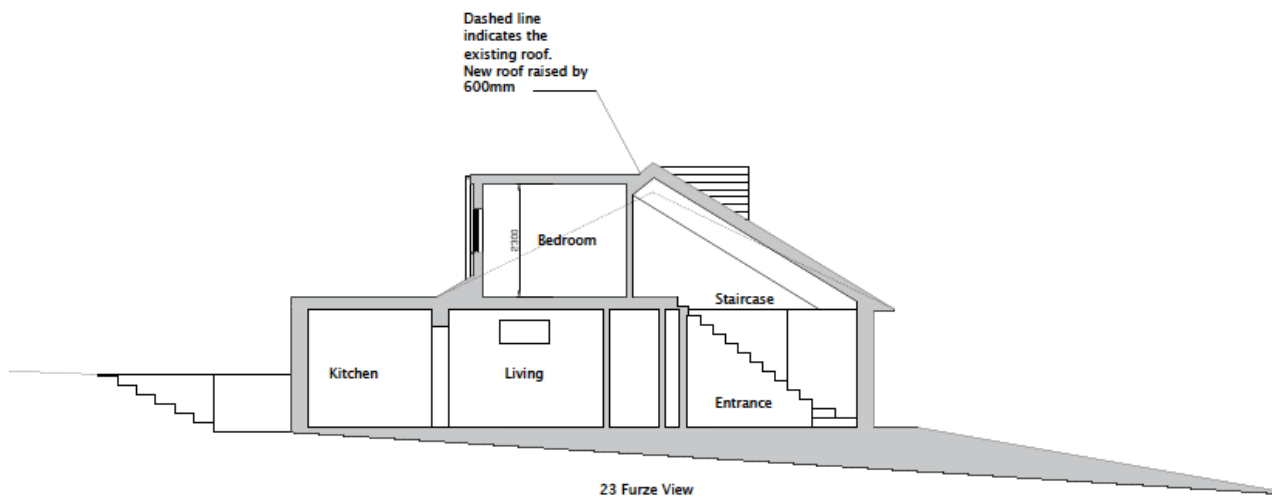 Dashed line
indicates the
existing roof.
New roof raised by
600mm
2300
Bedroom
Staircase
Kitchen
Living
Entrance
23 Furze View